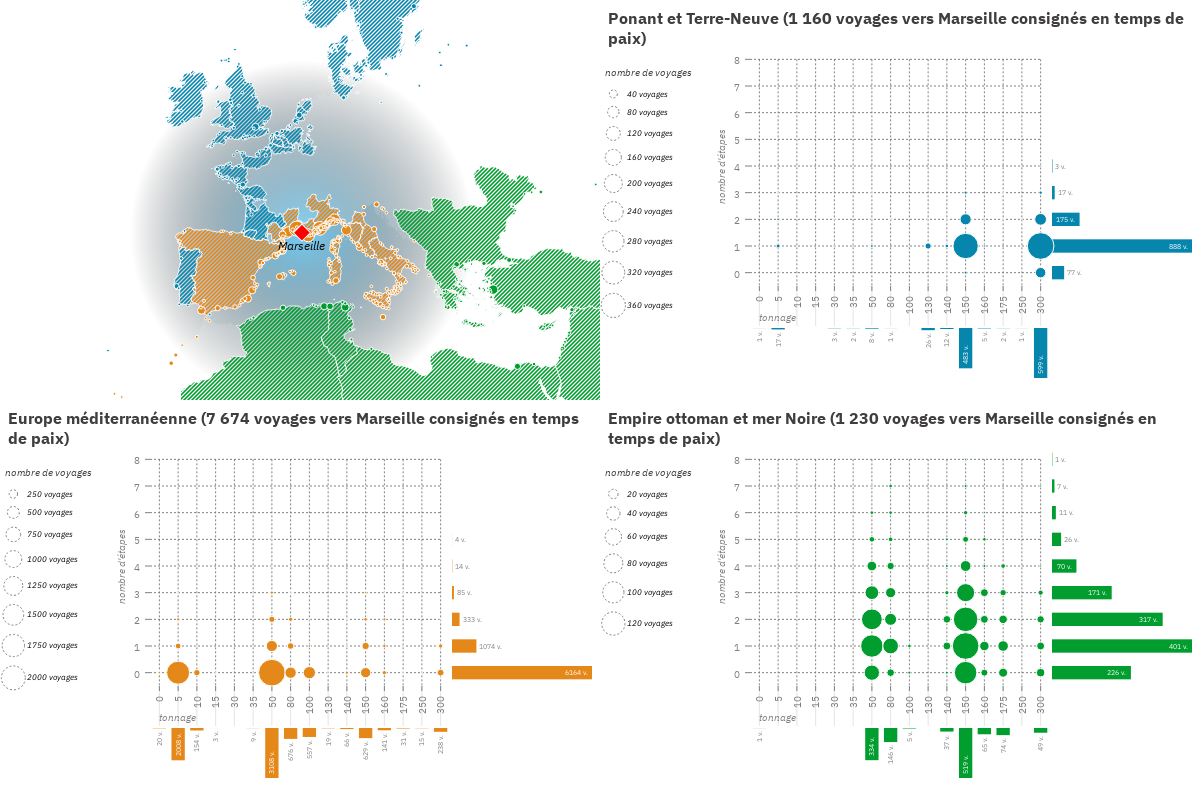 Marseille
Ponant et Terre-Neuve (1 160 voyages vers Marseille consignés en temps de
paix)
nombre de voyages
40 voyages
80 voyages
120 voyages
160 voyages
200 voyages
240 voyages
280 voyages
320 voyages
360 voyages
nombre d'étapes
8
7
6
5
4
3
2
1
0
3 v.
17 v.
175 v.
888 v.
77 v.
0 5 10 15 30 35 50 80 100 130 140 150 160 175 250 300
tonnage
1 v. 17 v. 3 v. 2 v. 8 v. 1 v. 26 v. 12 v. 483 v. 5 v. 2 v. 1 v. 599 v.
Europe méditerranéenne (7 674 voyages vers Marseille consignés en temps
de paix)
nombre de voyages
250 voyages
500 voyages
750 voyages
1000 voyages
1250 voyages
1500 voyages
1750 voyages
2000 voyages
nombre d'étapes
8
7
6
5
4
3
2
1
0
4 v.
14 v.
85 v.
333 v.
1074 v.
6164 v.
0 5 10 15 30 35 50 80 100 130 140 150 160 175 250 300
tonnage
20 v. 2008 v. 154 v. 3 v. 9 v. 3108 v. 676 v. 557 v. 19 v. 66 v. 629 v. 141 v. 31 v. 15 v. 238 v.
Empire ottoman et mer Noire (1 230 voyages vers Marseille consignés en
temps de paix)
nombre de voyages
20 voyages
40 voyages
60 voyages
80 voyages
100 voyages
120 voyages
nombre d'étapes
8
7
6
5
4
3
2
1
0
1 v.
7 v.
11 v.
26 v.
70 v.
171 v.
317 v.
401 v.
226 v.
0 5 10 15 30 35 50 80 100 130 140 150 160 175 250 300
tonnage
1 v. 334 v. 146 v. 5 v. 37 v. 519 v. 65 v. 74 v. 49 v.